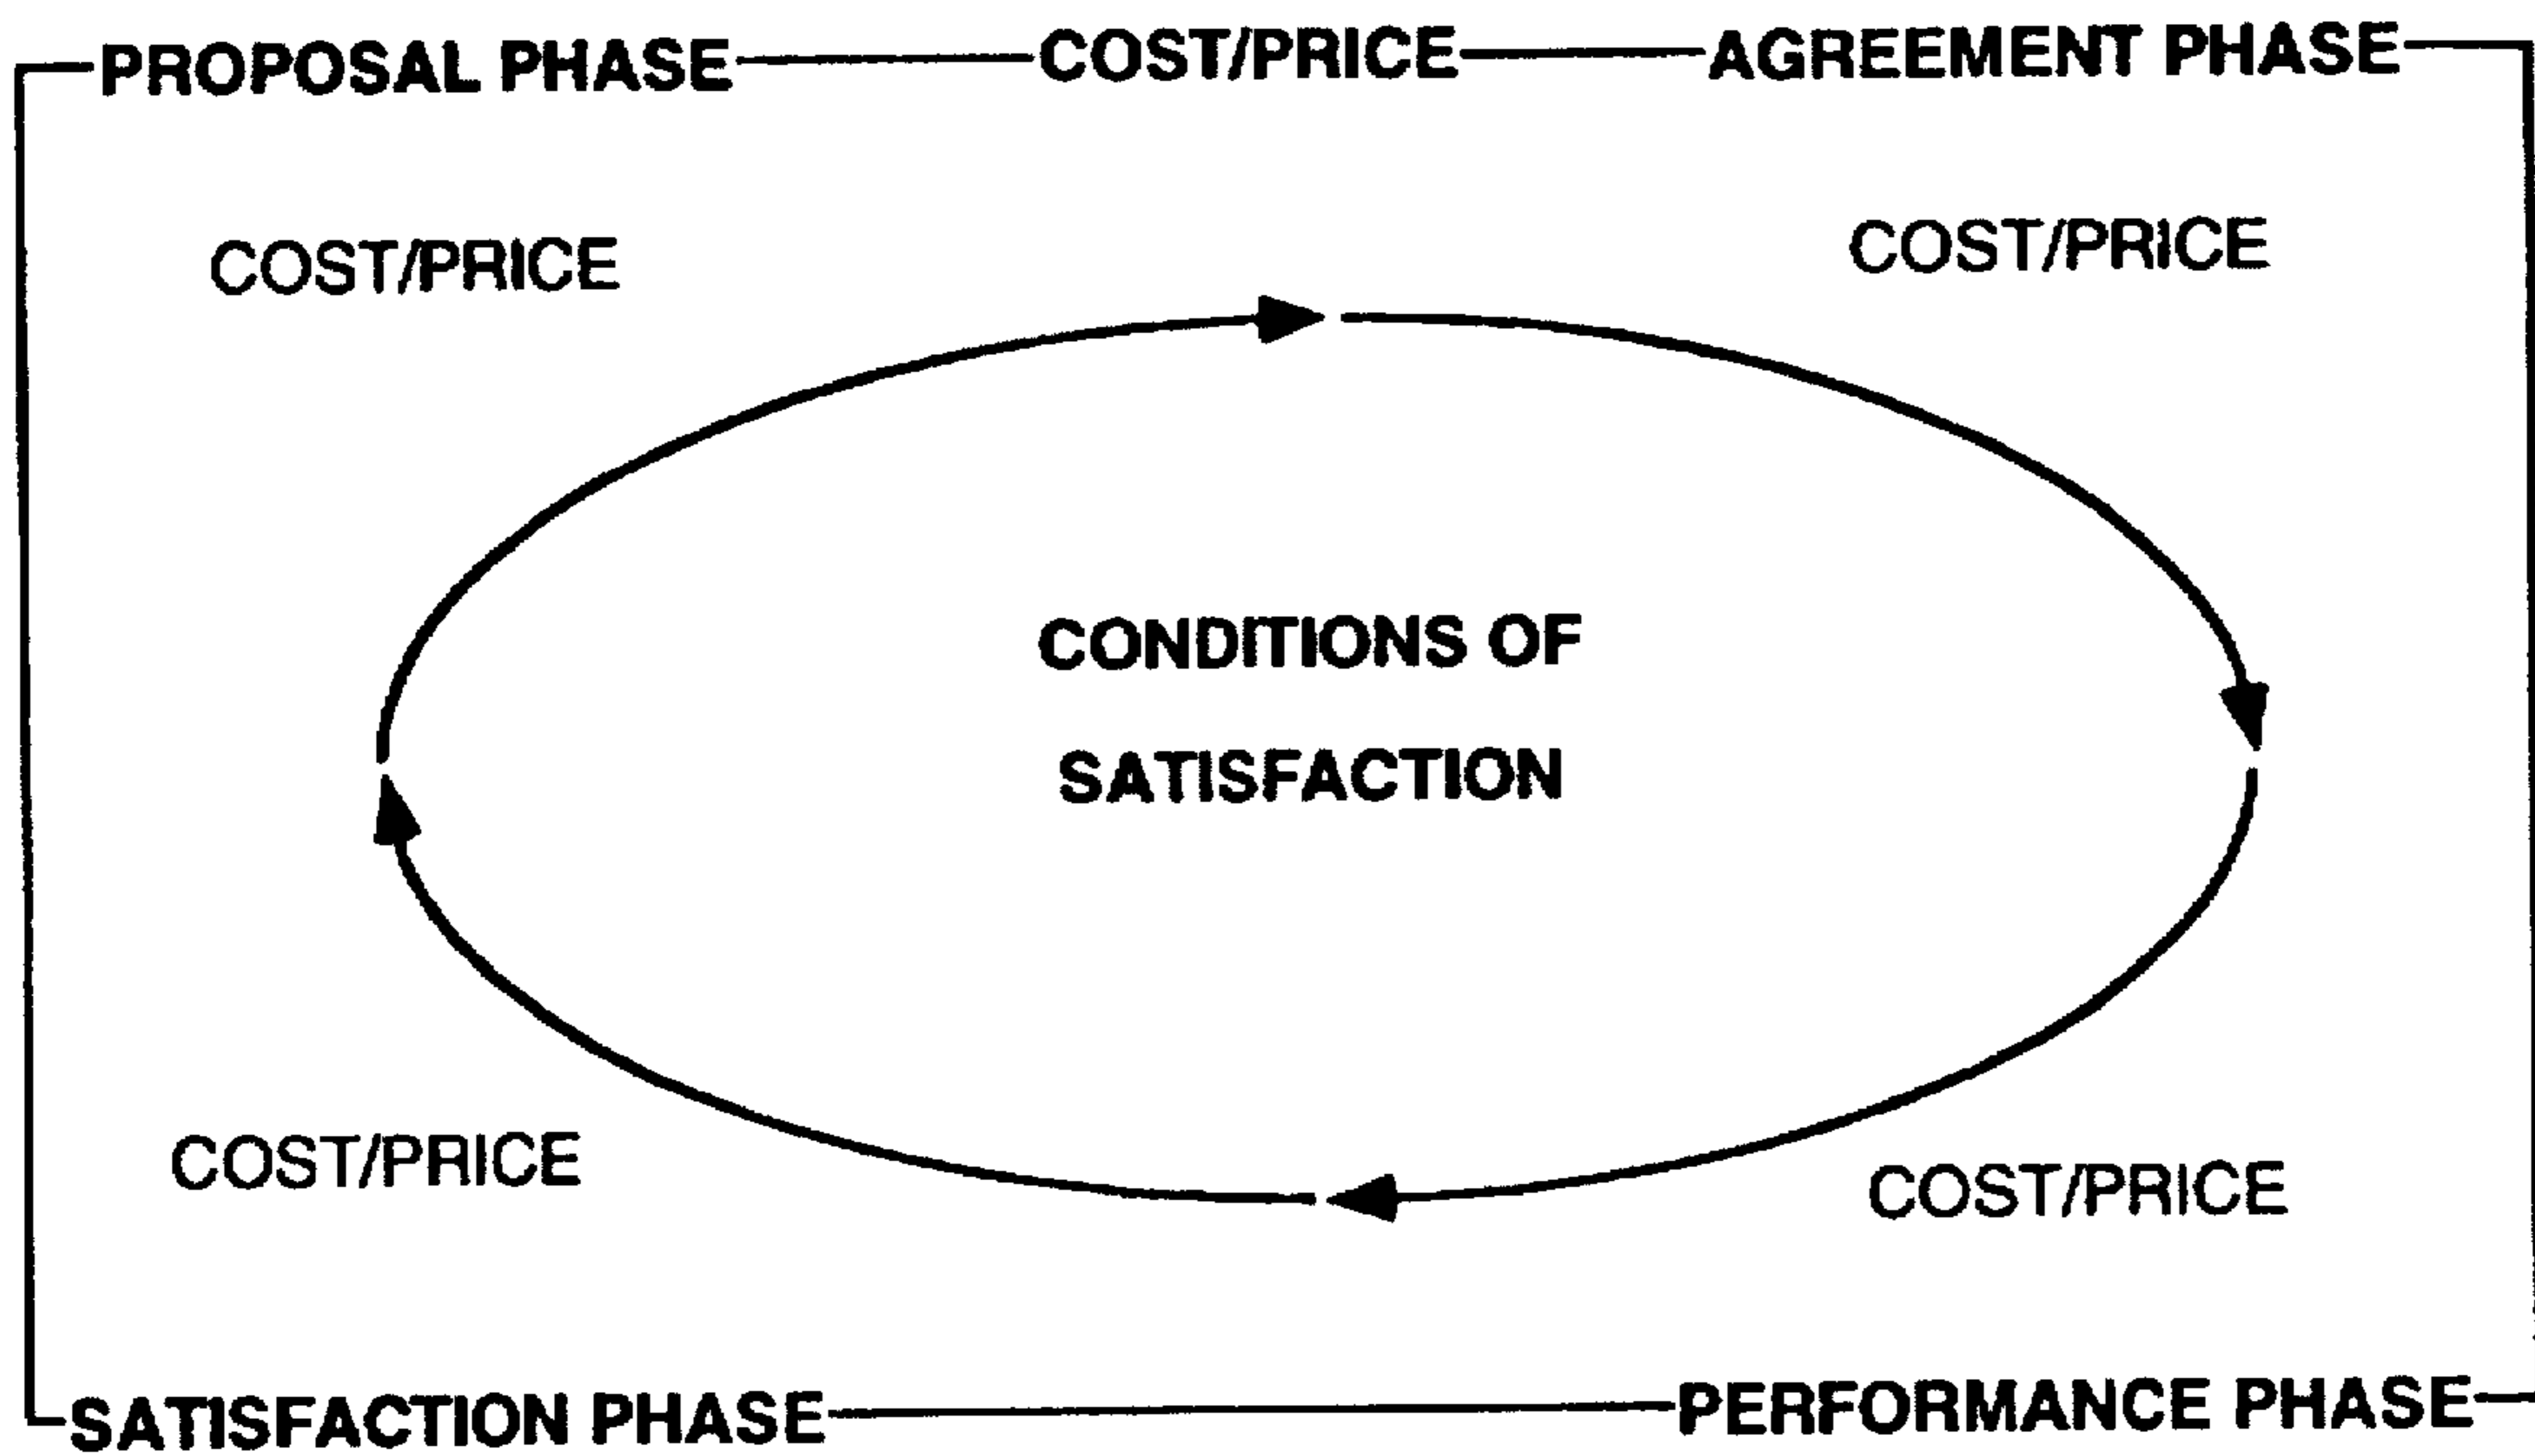 PROPOSAL PHASE COST/PRICE AGREEMENT PHASE
COST/PRICE COST/PRICE
CONDITIONS OF
SATISFACTION
COST/PRICE COST/PRICE
SATISFACTION PHASE PERFORMANCE PHASE